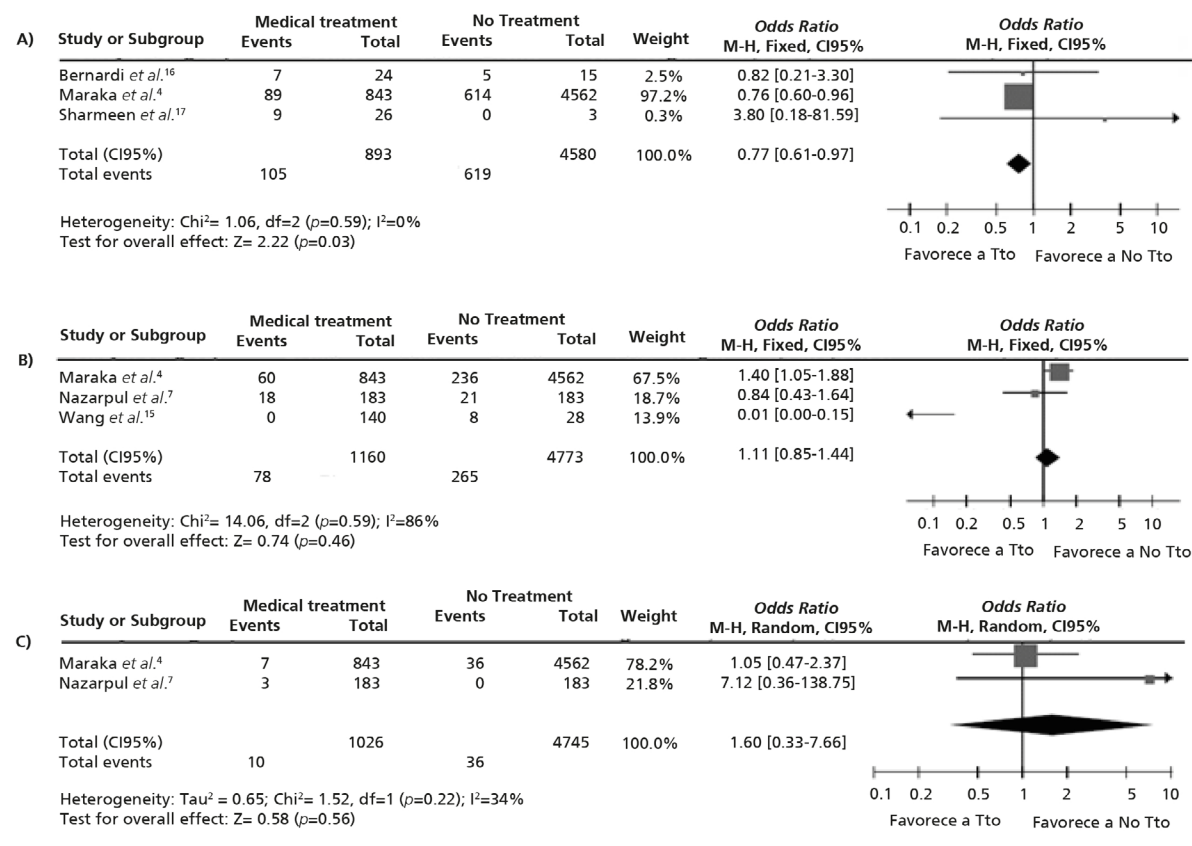 A)
Study or Subgroup Medical treatment No Treatment Weight Odds Ratio Odds Ratio
Events Total Events Total M-H, Fixed, CI95% M-H, Fixed, CI95%
Bernardi et al.16 7 24 5 15 2.5% 0.82 [0.21-3.30]
Maraka et al.4 89 843 614 4562 97.2% 0.76 [0.60-0.96]
Sharmeen et al.17 9 26 0 3 0.3% 3.80 [0.18-81.59]
Total (CI95%) 893 4580 100.0% 0.77 [0.61-0.97]
Total events 105 619
Heterogeneity: Chi2= 1.06, df=2 (p=0.59); I2=0%
Test for overall effect: Z= 2.22 (p=0.03)
0.1 0.2 0.5 1 2 5 10
Favorece a Tto Favorece a No Tto
B)
Study or Subgroup Medical treatment No Treatment Weight Odds Ratio Odds Ratio
Events Total Events Total M-H, Fixed, CI95% M-H, Fixed, CI95%
Maraka et al.4 60 843 236 4562 67.5% 1.40 [1.05-1.88]
Nazarpul et al.7 18 183 21 183 18.7% 0.84 [0.43-1.64]
Wang et al.15 0 140 8 28 13.9% 0.01 [0.00-0.15]
Total (CI95%) 1160 4773 100.0% 1.11 [0.85-1.44]
Total events 78 265
Heterogeneity: Chi2= 14.06, df=2 (p=0.59); I2=86%
Test for overall effect: Z= 0.74 (p=0.46)
0.1 0.2 0.5 1 2 5 10
Favorece a Tto Favorece a No Tto
C)
Study or Subgroup Medical treatment No Treatment Weight Odds Ratio Odds Ratio
Events Total Events Total M-H, Random, CI95% M-H, Random, CI95%
Maraka et al.4 7 843 36 4562 78.2% 1.05 [0.47-2.37]
Nazarpul et al.7 3 183 0 183 21.8% 7.12 [0.36-138.75]
Total (CI95%) 1026 4745 100.0% 1.60 [0.33-7.66]
Total events 10 36
Heterogeneity: Tau2 = 0.65; Chi2= 1.52, df=1 (p=0.22); I2=34%
Test for overall effect: Z= 0.58 (p=0.56)
0.1 0.2 0.5 1 2 5 10
Favorece a Tto Favorece a No Tto